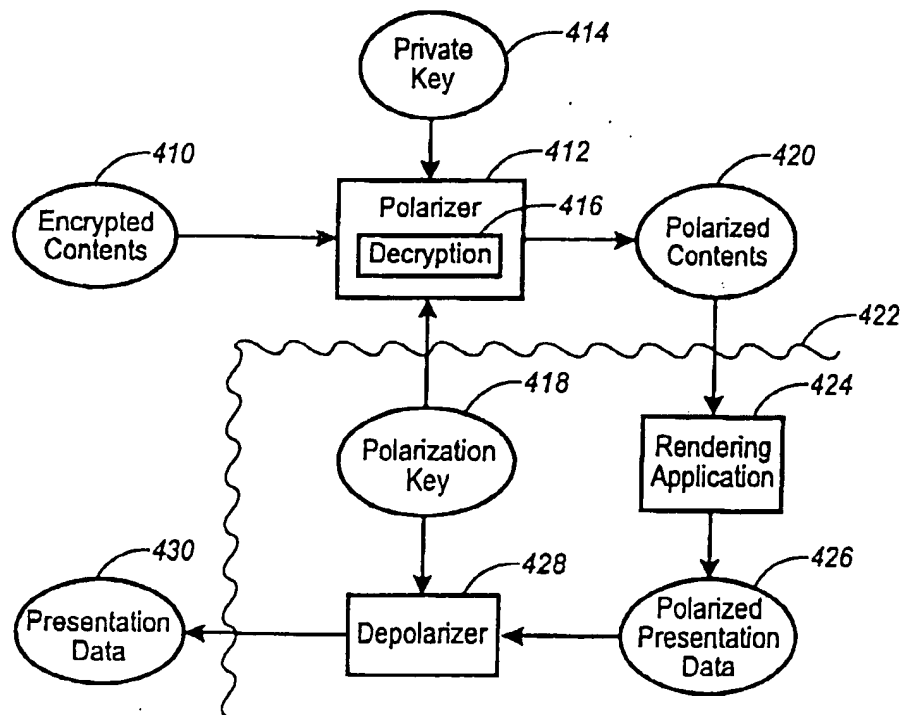 Private
Key
414
410
412
420
Encrypted
Contents
Polarizer
416
Decryption
Polarized
Contents
422
418
424
Polarization
Key
Rendering
Application
430
428
426
Presentation
Data
Depolarizer
Polarized
Presentation
Data